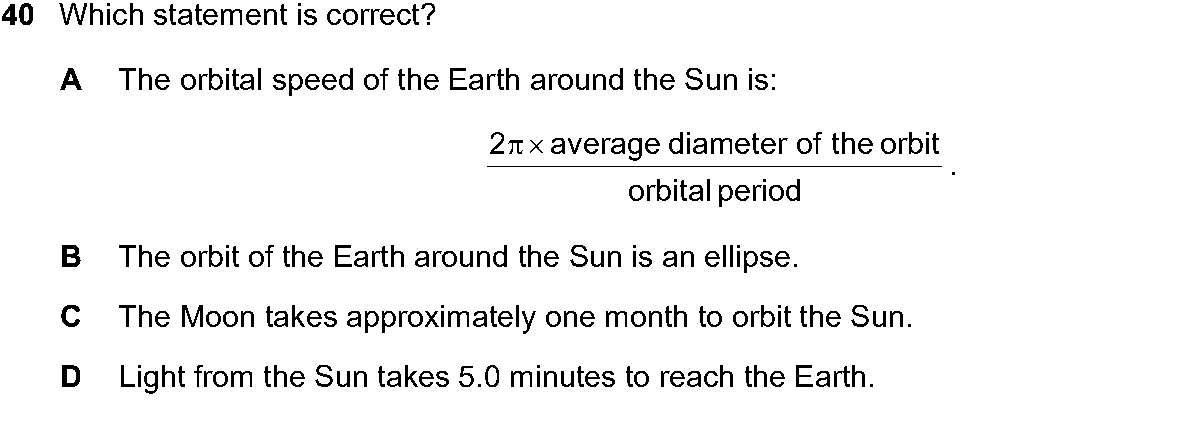 40 Which statement is correct?
A The orbital speed of the Earth around the Sun is:
2π × average diameter of the orbit
orbital period
.
B The orbit of the Earth around the Sun is an ellipse.
C The Moon takes approximately one month to orbit the Sun.
D Light from the Sun takes 5.0 minutes to reach the Earth.